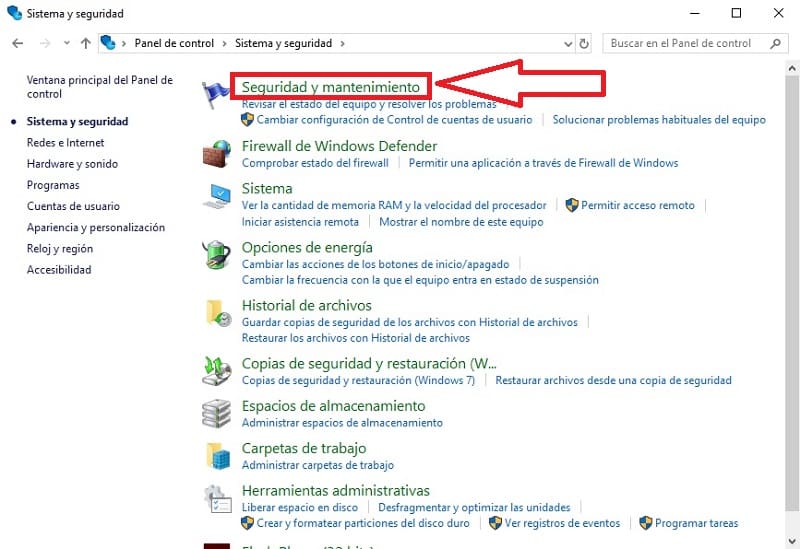 Sistema y seguridad
Panel de control Sistema y seguridad
Buscar en el Panel de control
Ventana principal del Panel de
control
Sistema y seguridad
Redes e Internet
Hardware y sonido
Programas
Cuentas de usuario
Apariencia y personalización
Reloj y región
Accesibilidad
Seguridad y mantenimiento
Revisar el estado del equipo y resolver los problemas
Cambiar configuración de Control de cuentas de usuario Solucionar problemas habituales del equipo
Firewall de Windows Defender
Comprobar estado del firewall Permitir una aplicación a través de Firewall de Windows
Sistema
Ver la cantidad de memoria RAM y la velocidad del procesador Permitir acceso remoto
Iniciar asistencia remota Mostrar el nombre de este equipo
Opciones de energía
Cambiar las acciones de los botones de inicio/apagado
Cambiar la frecuencia con la que el equipo entra en estado de suspensión
Historial de archivos
Guardar copias de seguridad de los archivos con Historial de archivos
Restaurar los archivos con Historial de archivos
Copias de seguridad y restauración (W...
Copias de seguridad y restauración (Windows 7) Restaurar archivos desde una copia de seguridad
Espacios de almacenamiento
Administrar espacios de almacenamiento
Carpetas de trabajo
Administrar carpetas de trabajo
Herramientas administrativas
Liberar espacio en disco Desfragmentar y optimizar las unidades
Crear y formatear particiones del disco duro Ver registros de eventos Programar tareas
Flash Player (32 bits)